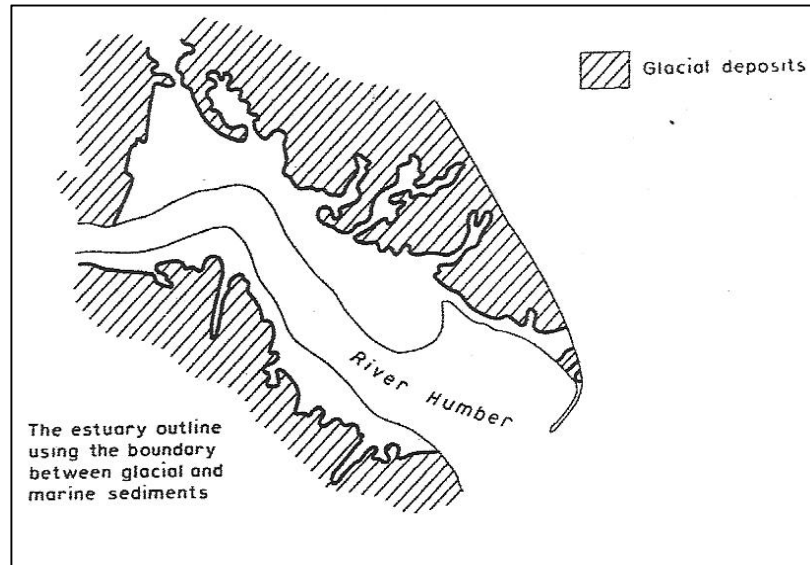 Glacial deposits
River Humber
The estuary outline
using the boundary
between glacial and
marine sediments